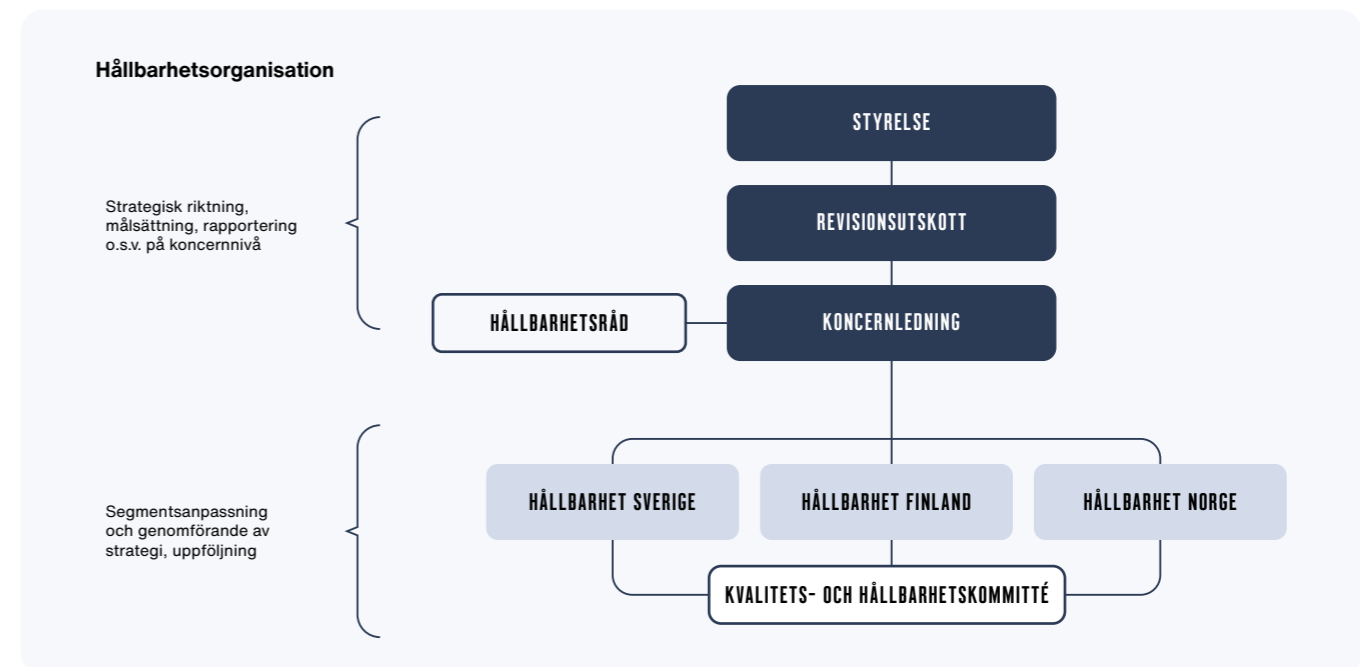 Hållbarhetsorganisation
STYRELSE
Strategisk riktning,
målsättning, rapportering
o.s.v. på koncernnivå
REVISIONSUTSKOTT
HÅLLBARHETSRÅD
KONCERNLEDNING
Segmentsanpassning
och genomförande av
strategi, uppföljning
HÅLLBARHET SVERIGE
HÅLLBARHET FINLAND
HÅLLBARHET NORGE
KVALITETS- OCH HÅLLBARHETSKOMMITTÉ